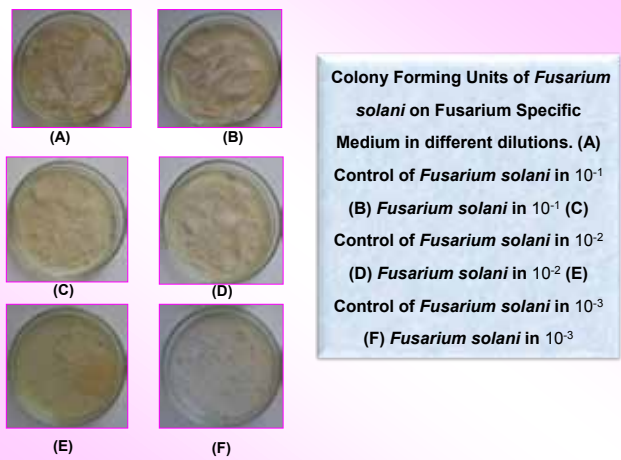 (A)
(B)
(C)
(D)
(E)
(F)
Colony Forming Units of Fusarium
solani on Fusarium Specific
Medium in different dilutions. (A)
Control of Fusarium solani in 10⁻¹
(B) Fusarium solani in 10⁻¹ (C)
Control of Fusarium solani in 10⁻²
(D) Fusarium solani in 10⁻² (E)
Control of Fusarium solani in 10⁻³
(F) Fusarium solani in 10⁻³